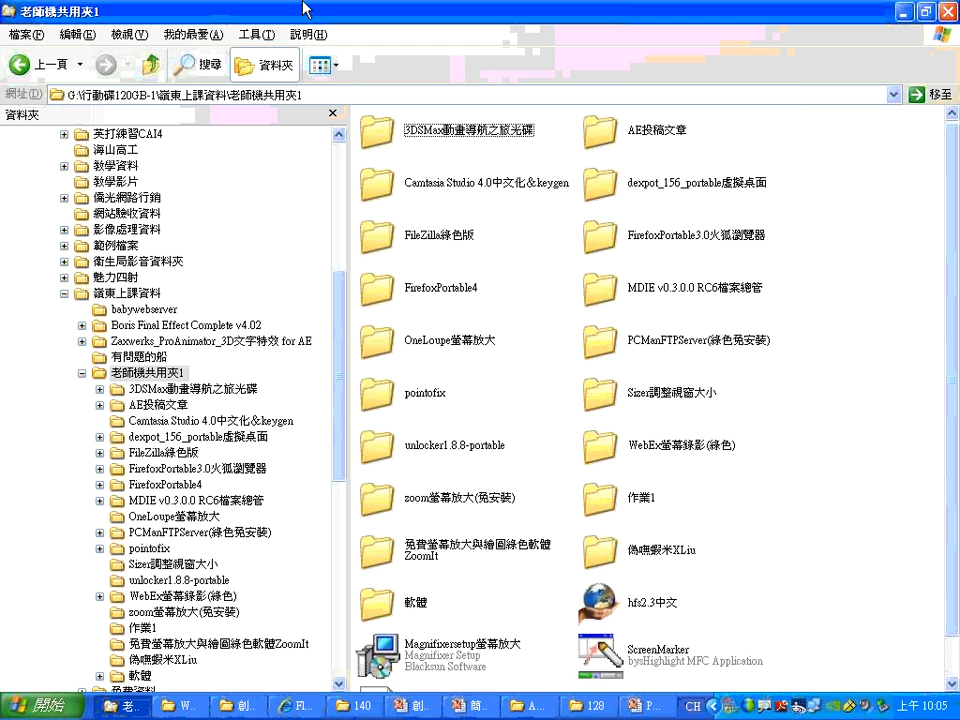 老師機共用夾1
檔案(F) 編輯(E) 檢視(V) 我的最愛(A) 工具(T) 說明(H)
上一頁 搜尋 資料夾
網址(D) G:\行動碟120GB-1\嶺東上課資料\老師機共用夾1 移至
資料夾
英打練習CAI4
海山高工
教學資料
教學影片
僑光網路行銷
網站驗收資料
影像處理資料
範例檔案
衛生局影音資料夾
魅力四射
嶺東上課資料
babywebserver
Boris Final Effect Complete v4.02
Zaxwerks_ProAnimator_3D文字特效 for AE
有問題的船
老師機共用夾1
3DSMax動畫導航之旅光碟
AE投稿文章
Camtasia Studio 4.0中文化&keygen
dexpot_156_portable虛擬桌面
FileZilla綠色版
FirefoxPortable3.0火狐瀏覽器
FirefoxPortable4
MDIE v0.3.0.0 RC6檔案總管
OneLoupe螢幕放大
PCManFTPServer(綠色免安裝)
pointofix
Sizer調整視窗大小
unlocker1.8.8-portable
WebEx螢幕錄影(綠色)
zoom螢幕放大(免安裝)
作業1
免費螢幕放大與繪圖綠色軟體ZoomIt
偽嘸蝦米XLiu
軟體
免費資料
3DSMax動畫導航之旅光碟
AE投稿文章
Camtasia Studio 4.0中文化&keygen
dexpot_156_portable虛擬桌面
FileZilla綠色版
FirefoxPortable3.0火狐瀏覽器
FirefoxPortable4
MDIE v0.3.0.0 RC6檔案總管
OneLoupe螢幕放大
PCManFTPServer(綠色免安裝)
pointofix
Sizer調整視窗大小
unlocker1.8.8-portable
WebEx螢幕錄影(綠色)
zoom螢幕放大(免安裝)
作業1
免費螢幕放大與繪圖綠色軟體
ZoomIt
偽嘸蝦米XLiu
軟體
hfs2.3中文
Magnifixersetup螢幕放大
Magnifixer Setup
Blacksun Software
ScreenMarker
bysHighlight MFC Application
開始 老... W... 創... Fl... 140 創... 簡... A... 128 P... CH 上午 10:05